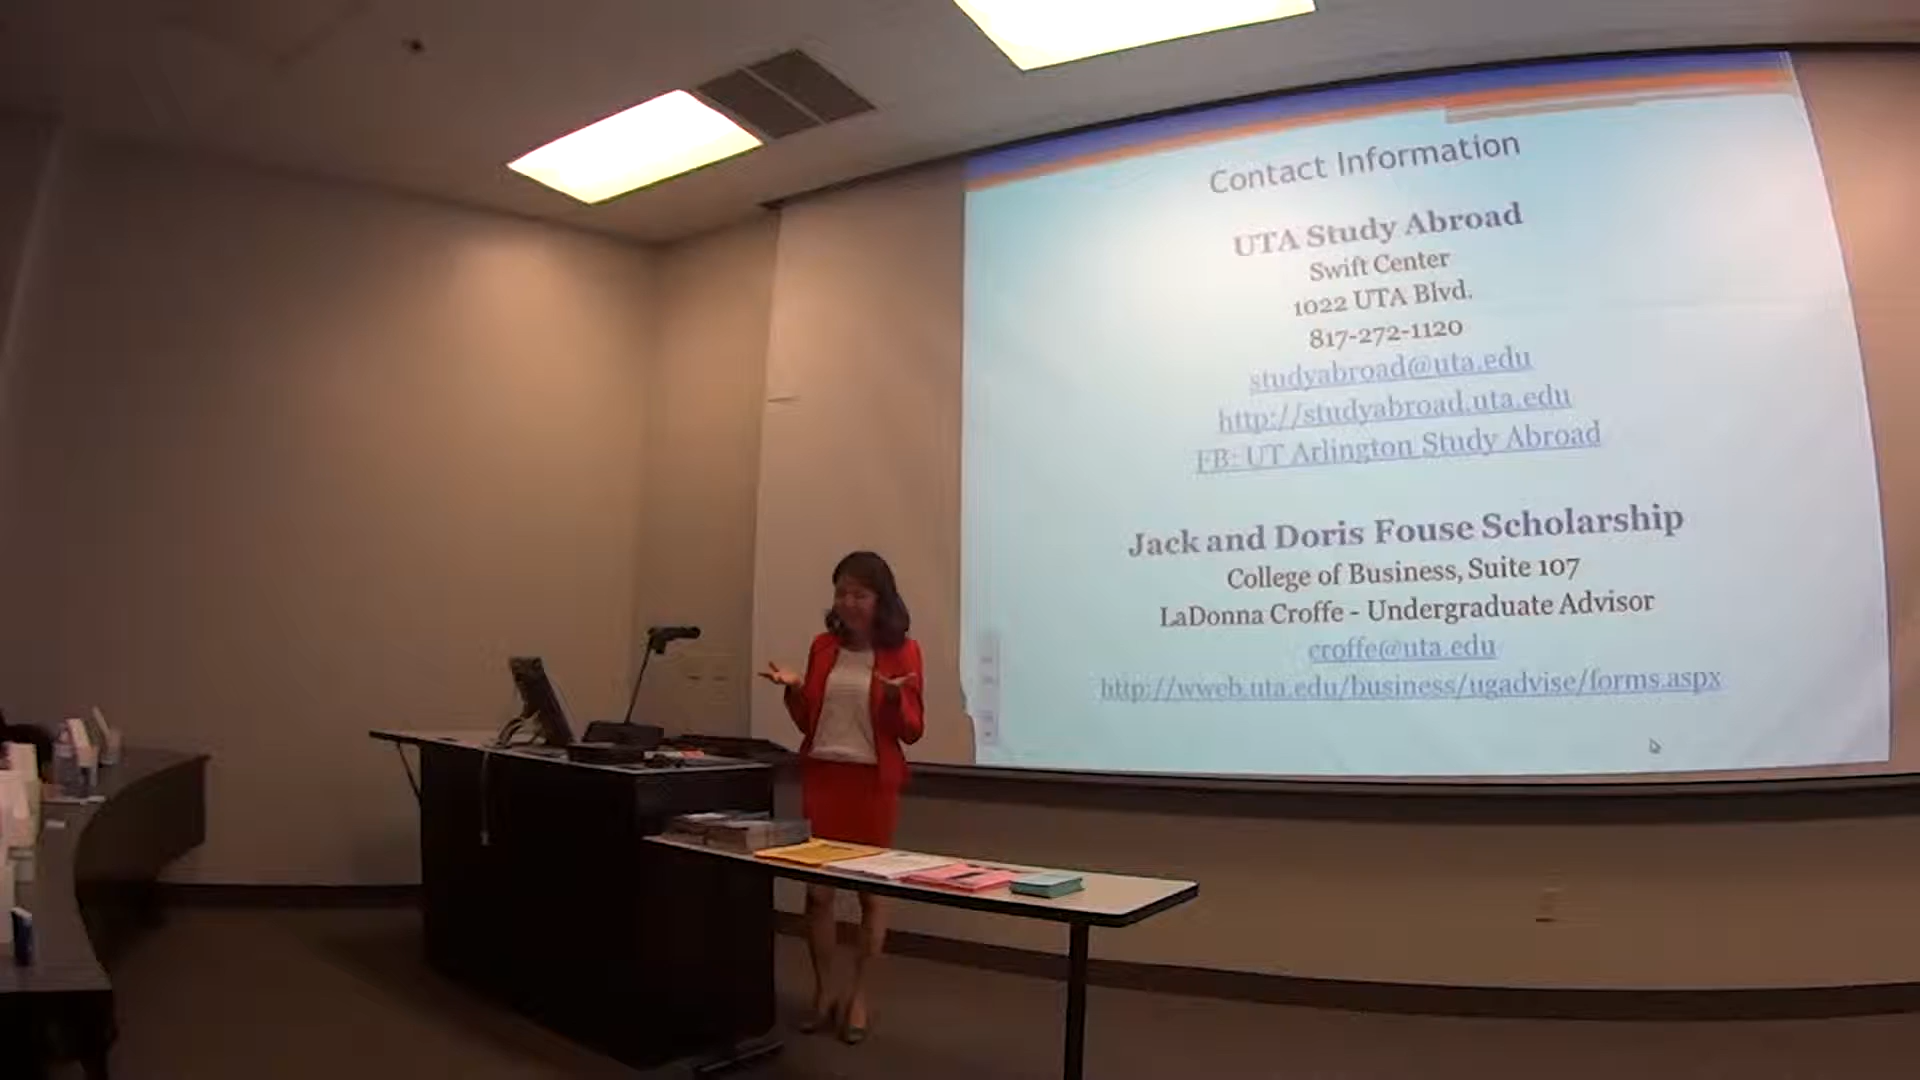 Contact Information
UTA Study Abroad
Swift Center
1022 UTA Blvd.
817-272-1120
studyabroad@uta.edu
http://studyabroad.uta.edu
FB: UT Arlington Study Abroad
Jack and Doris Fouse Scholarship
College of Business, Suite 107
LaDonna Croffe - Undergraduate Advisor
croffe@uta.edu
http://wweb.uta.edu/business/ugadvise/forms.aspx